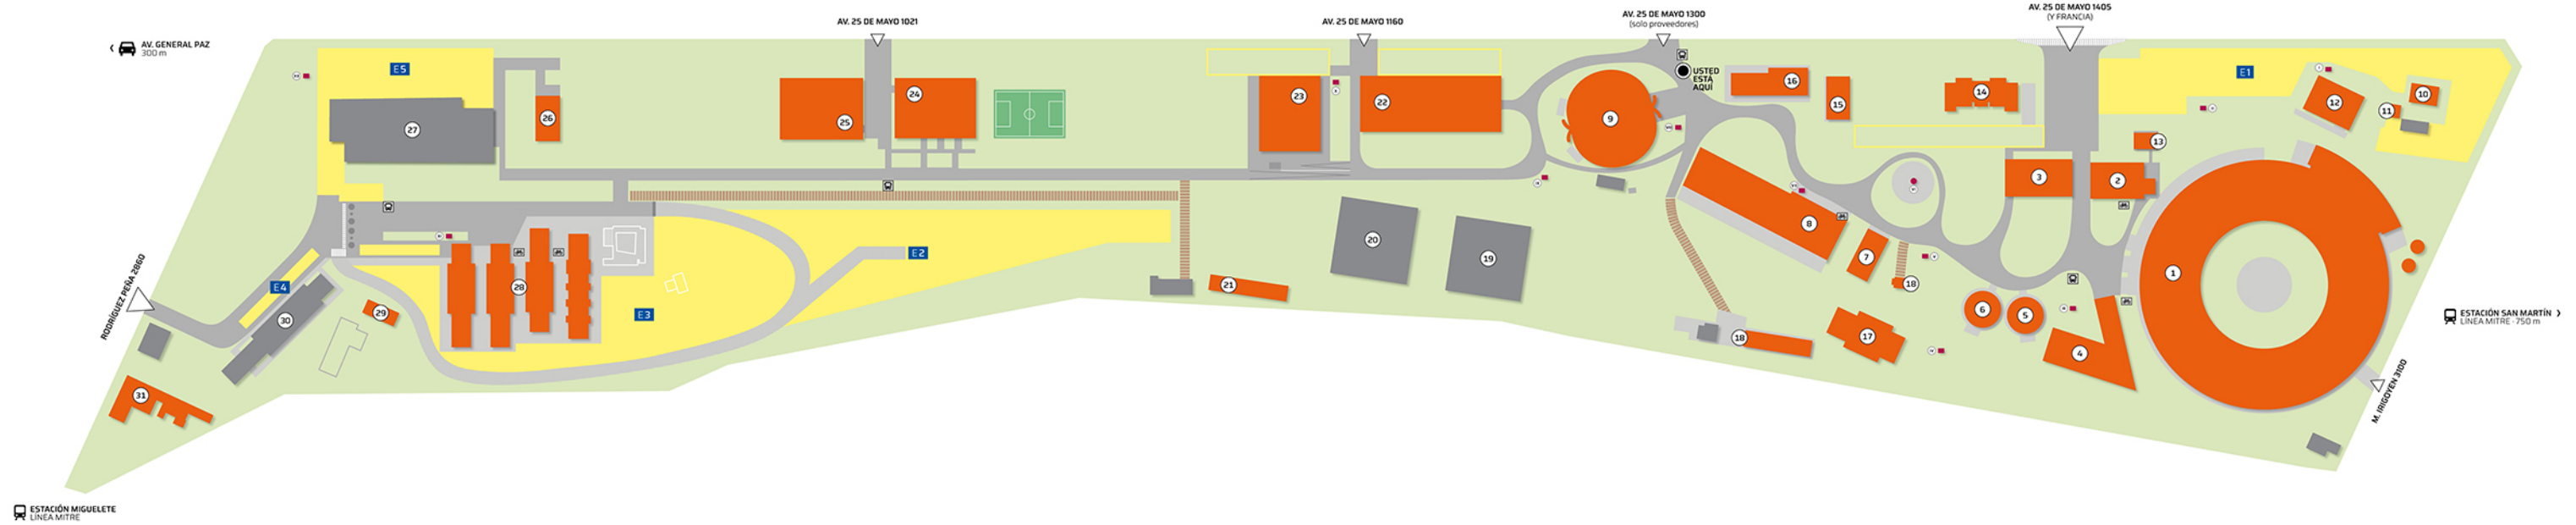 AV. 25 DE MAYO 1021
AV. 25 DE MAYO 1160
AV. 25 DE MAYO 1300
(solo proveedores)
AV. 25 DE MAYO 1405
(Y FRANCIA)
‹ AV. GENERAL PAZ
300 m
E5
27
26
25
24
23
22
9
USTED
ESTÁ
AQUÍ
16
15
14
E1
12
11
10
13
3
2
1
8
7
18
6
5
4
17
18
19
20
21
E2
E3
28
29
E4
30
31
RODRÍGUEZ PEÑA 2860
M. IRIGOYEN 3100
ESTACIÓN SAN MARTÍN ›
LÍNEA MITRE - 750 m
ESTACIÓN MIGUELETE
LÍNEA MITRE